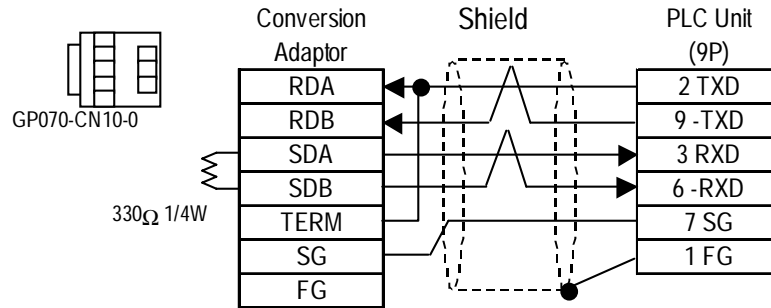 Conversion
Adaptor
Shield
PLC Unit
(9P)
GP070-CN10-0
RDA
2 TXD
RDB
9 -TXD
SDA
3 RXD
SDB
6 -RXD
330Ω 1/4W
TERM
7 SG
SG
1 FG
FG